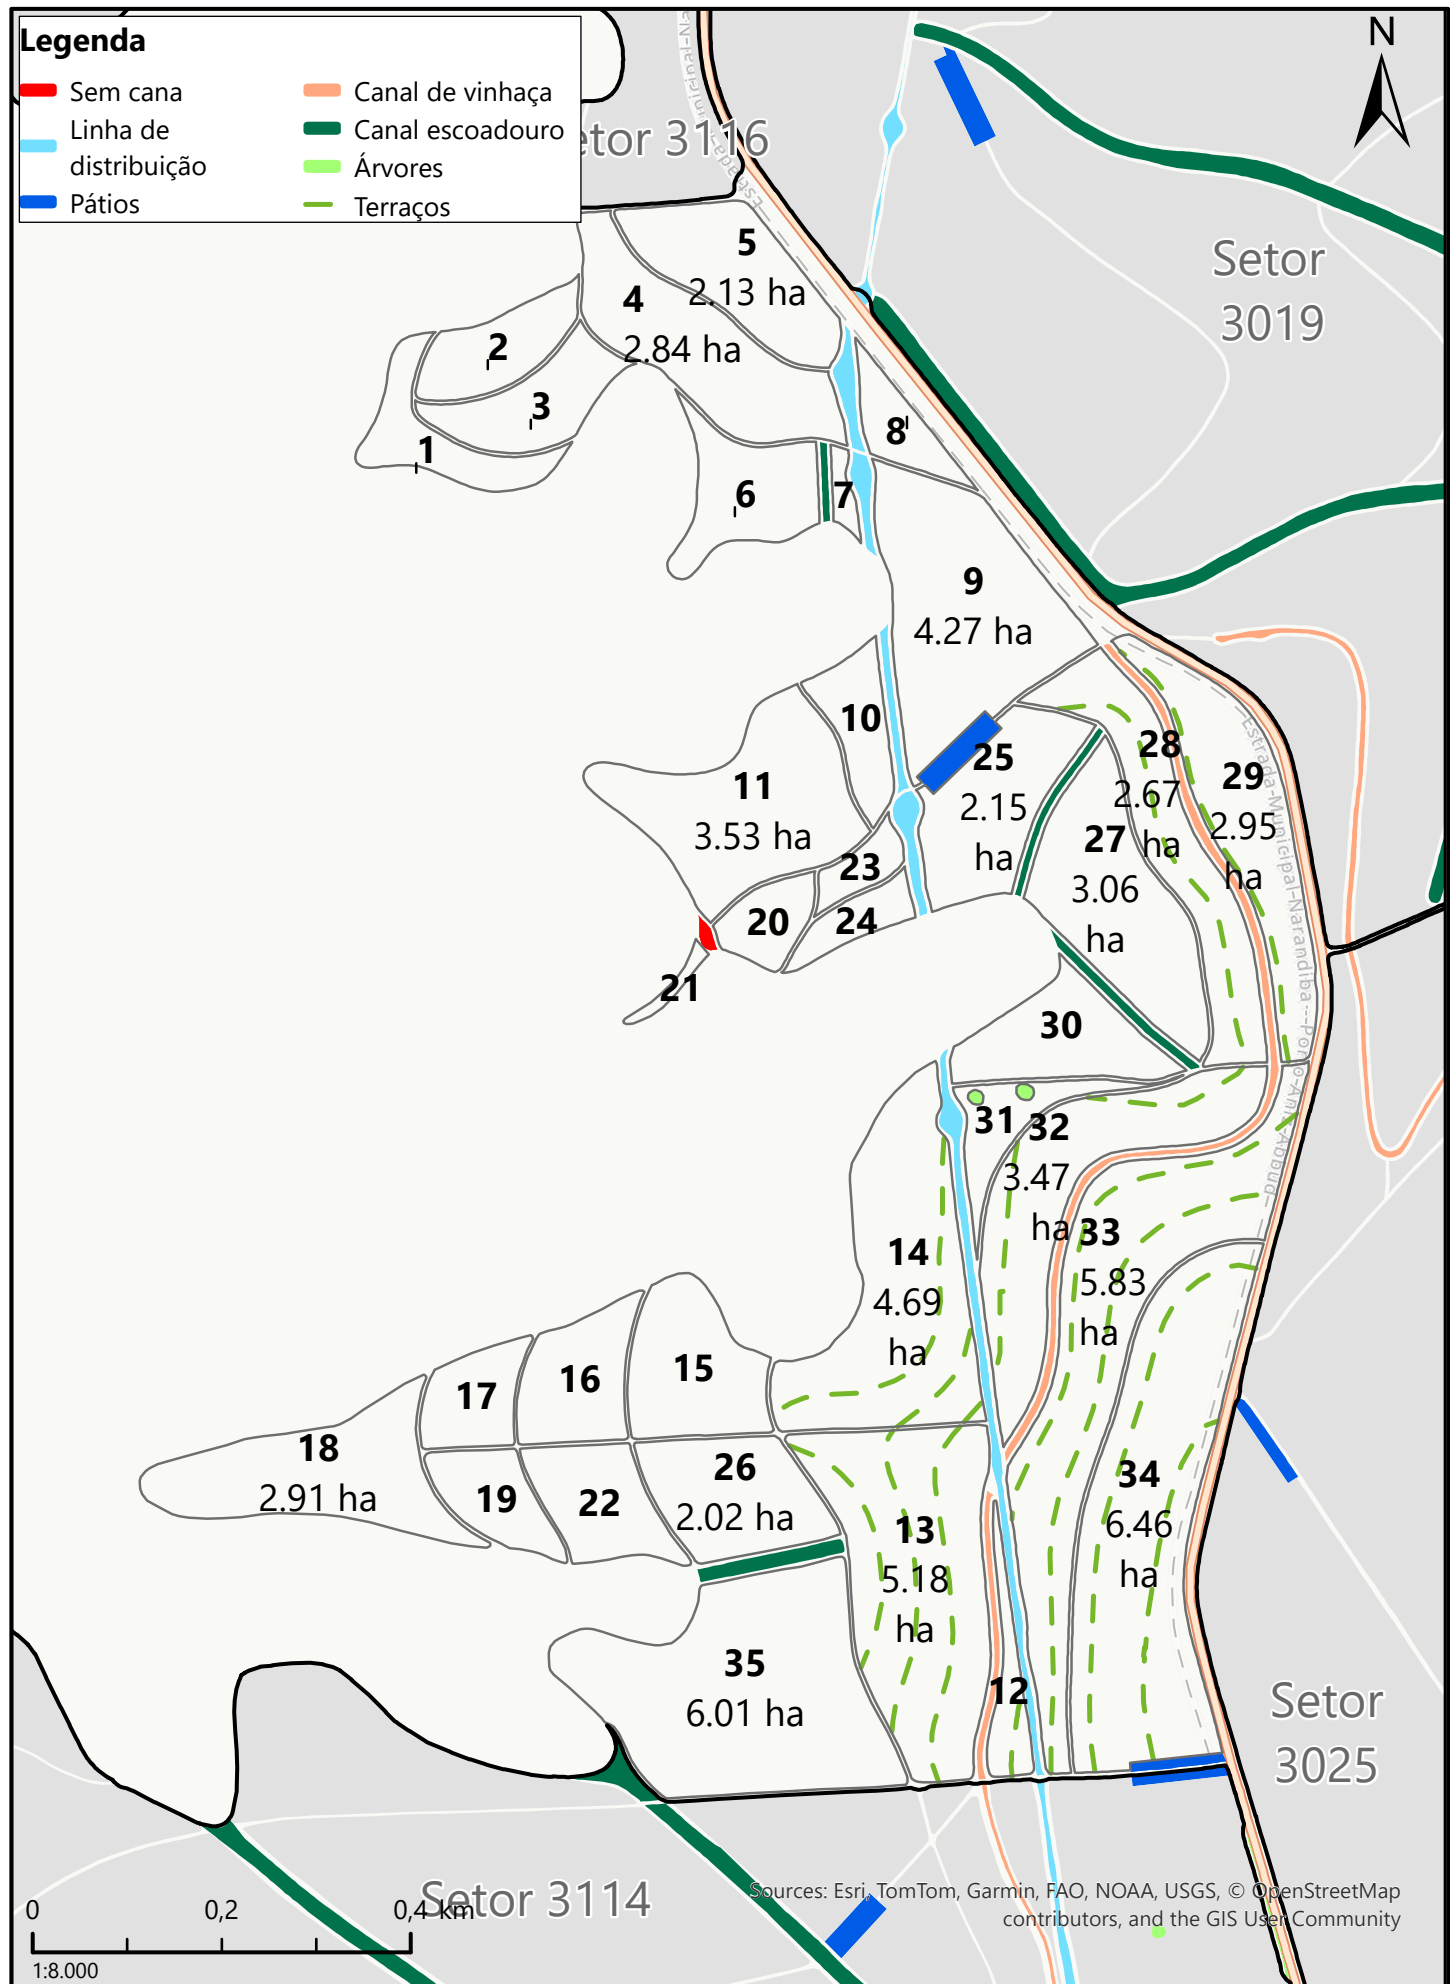 Legenda
Sem cana
Linha de
distribuição
Pátios
Canal de vinhaça
Canal escoadouro
Árvores
Terraços
N
etor 3116
Setor
3019
5
2.13 ha
4
2.84 ha
2
3
1
8
6
7
9
4.27 ha
10
11
3.53 ha
25
2.15
ha
28
2.67
ha
29
2.95
ha
27
3.06
ha
23
20
24
21
30
31
32
3.47
ha
33
5.83
ha
14
4.69
ha
15
16
17
18
2.91 ha
19
22
26
2.02 ha
13
5.18
ha
34
6.46
ha
12
35
6.01 ha
Estrada-Municipal-Narandiba
Setor
3025
Setor 3114
0
0,2
0,4 km
1:8.000
Sources: Esri, TomTom, Garmin, FAO, NOAA, USGS, © OpenStreetMap
contributors, and the GIS User Community